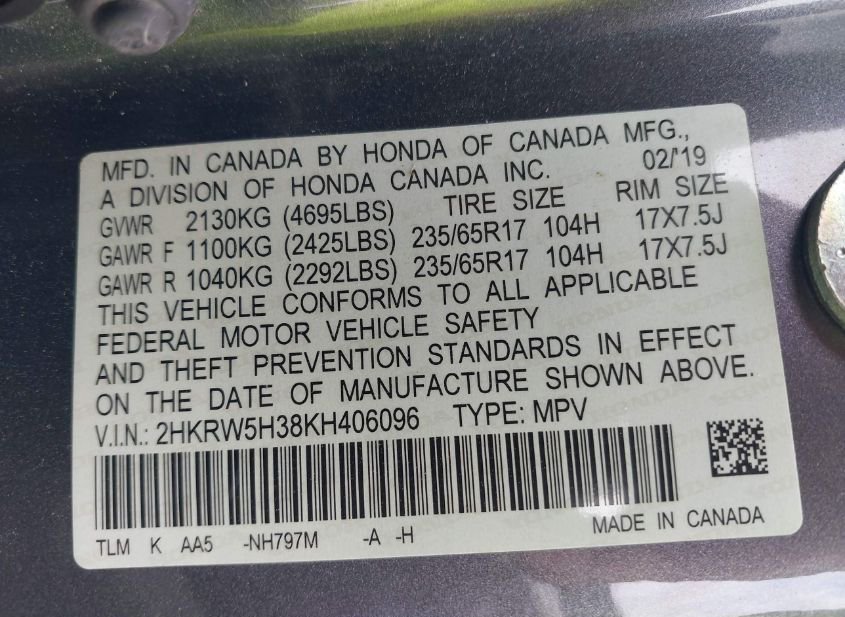 MFD. IN CANADA BY HONDA OF CANADA MFG.,
A DIVISION OF HONDA CANADA INC. 02/'19
GVWR 2130KG (4695LBS) TIRE SIZE RIM SIZE
GAWR F 1100KG (2425LBS) 235/65R17 104H 17X7.5J
GAWR R 1040KG (2292LBS) 235/65R17 104H 17X7.5J
THIS VEHICLE CONFORMS TO ALL APPLICABLE
FEDERAL MOTOR VEHICLE SAFETY
AND THEFT PREVENTION STANDARDS IN EFFECT
ON THE DATE OF MANUFACTURE SHOWN ABOVE.
V.I.N.: 2HKRW5H38KH406096 TYPE: MPV
TLM K AA5 -NH797M -A -H MADE IN CANADA